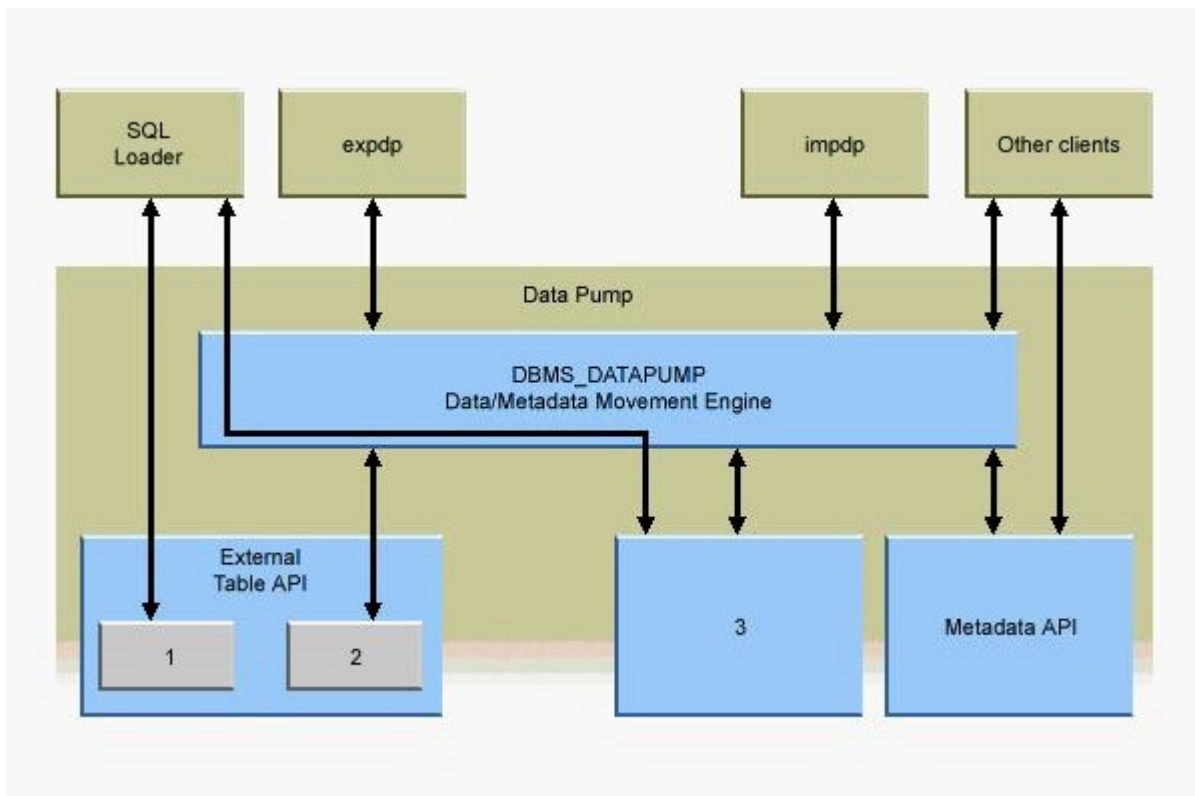 SQL
Loader
expdp
impdp
Other clients
Data Pump
DBMS_DATAPUMP
Data/Metadata Movement Engine
External
Table API
1
2
3
Metadata API